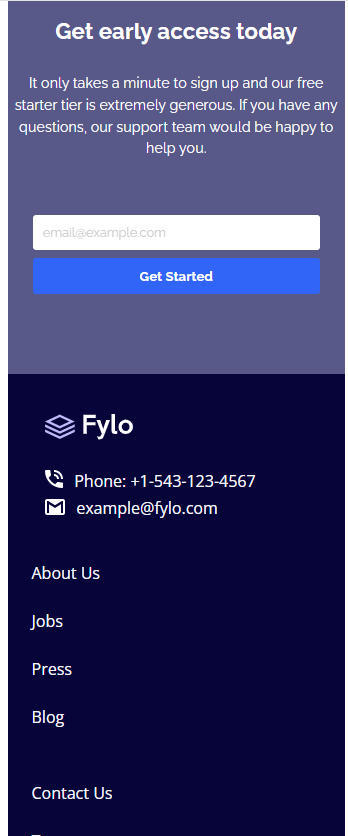 Get early access today
It only takes a minute to sign up and our free
starter tier is extremely generous. If you have any
questions, our support team would be happy to
help you.
email@example.com
Get Started
Fylo
Phone: +1-543-123-4567
example@fylo.com
About Us
Jobs
Press
Blog
Contact Us